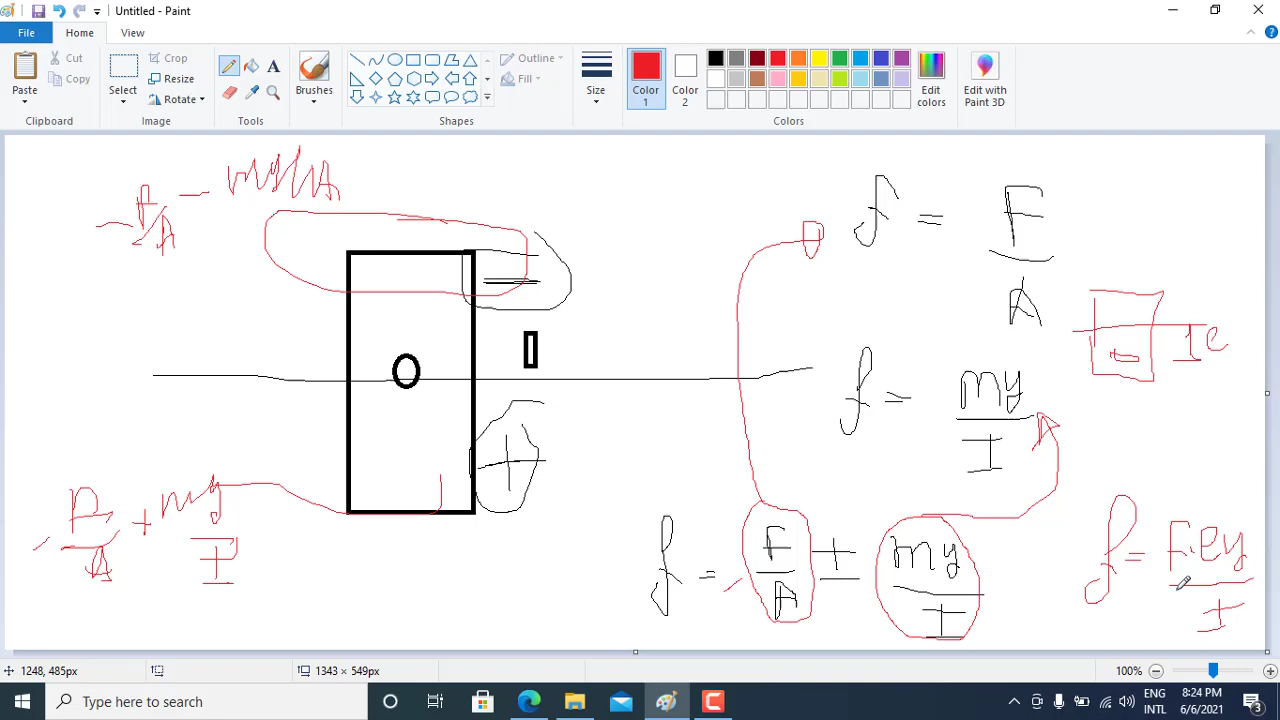 Untitled - Paint
File
Home
View
Paste
Cut
Copy
Clipboard
Select
Crop
Resize
Rotate
Image
Tools
Brushes
Shapes
Outline
Fill
Size
Color 1
Color 2
Edit colors
Edit with Paint 3D
Colors
f = F
A
f = my
I
e
f = F ± my
A I
f = F.ey
I
+ my
I
O
1248, 485px
1343 × 549px
100%
Type here to search
ENG
INTL
8:24 PM
6/6/2021
3